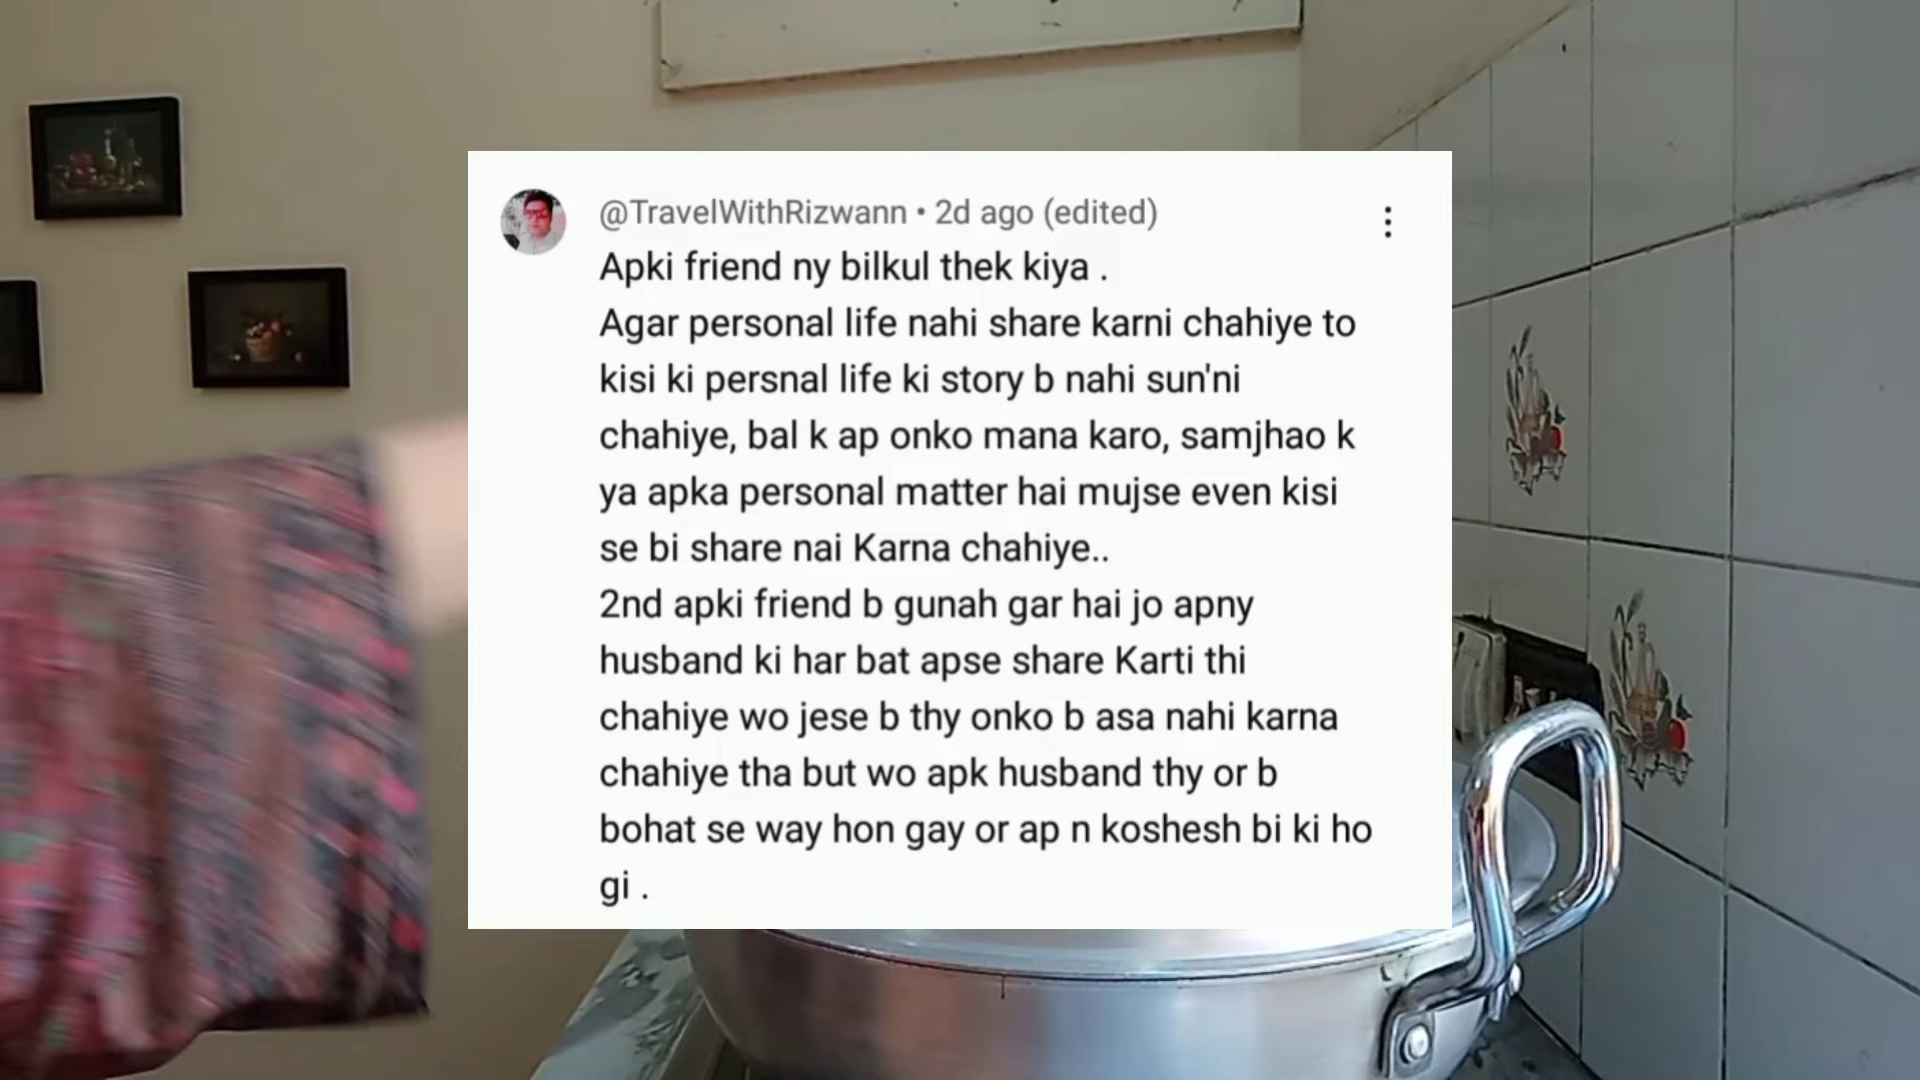 @TravelWithRizwann • 2d ago (edited)
Apki friend ny bilkul thek kiya .
Agar personal life nahi share karni chahiye to
kisi ki persnal life ki story b nahi sun'ni
chahiye, bal k ap onko mana karo, samjhao k
ya apka personal matter hai mujse even kisi
se bi share nai Karna chahiye..
2nd apki friend b gunah gar hai jo apny
husband ki har bat apse share Karti thi
chahiye wo jese b thy onko b asa nahi karna
chahiye tha but wo apk husband thy or b
bohat se way hon gay or ap n koshesh bi ki ho
gi .